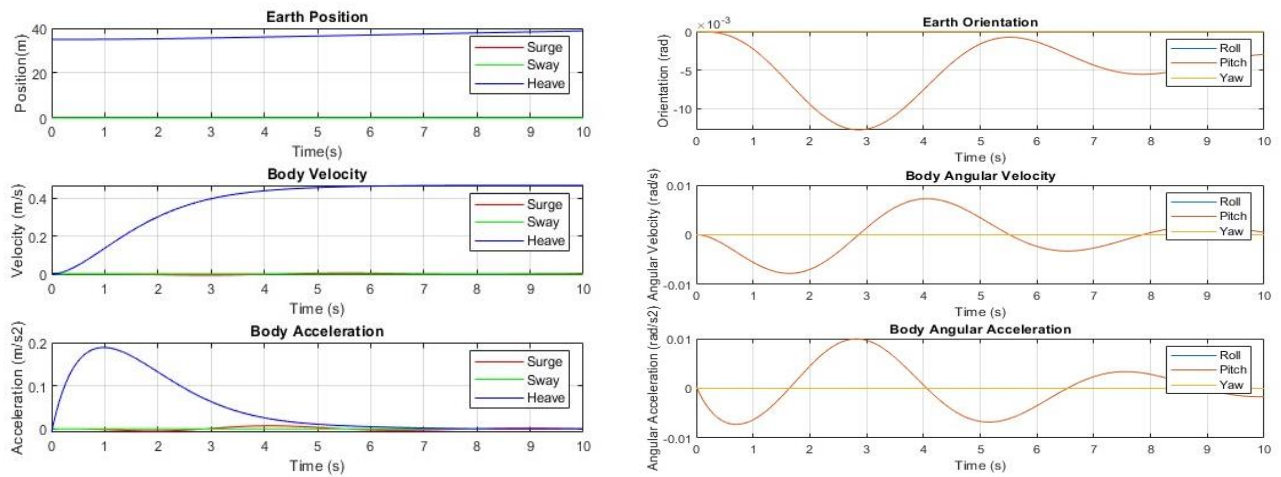 Earth Position
Position(m)
40
20
0
Surge
Sway
Heave
0 1 2 3 4 5 6 7 8 9 10
Time(s)
Body Velocity
Velocity (m/s)
0.4
0.2
0
Surge
Sway
Heave
0 1 2 3 4 5 6 7 8 9 10
Time (s)
Body Acceleration
Acceleration (m/s2)
0.2
0.1
0
Surge
Sway
Heave
0 1 2 3 4 5 6 7 8 9 10
Time (s)
Earth Orientation
×10-3
Orientation (rad)
0
-5
-10
Roll
Pitch
Yaw
0 1 2 3 4 5 6 7 8 9 10
Time (s)
Body Angular Velocity
Angular Velocity (rad/s)
0.01
0
-0.01
Roll
Pitch
Yaw
0 1 2 3 4 5 6 7 8 9 10
Time (s)
Body Angular Acceleration
Angular Acceleration (rad/s2)
0.01
0
-0.01
Roll
Pitch
Yaw
0 1 2 3 4 5 6 7 8 9 10
Time (s)